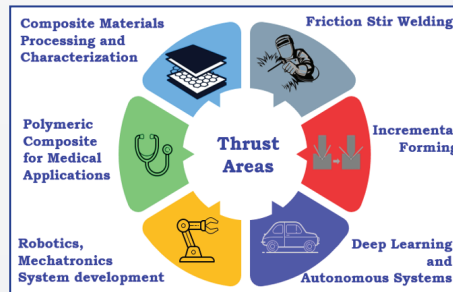 Composite Materials
Processing and
Characterization
Friction Stir Welding
Polymeric
Composite
for Medical
Applications
Thrust
Areas
Incrementa
Forming
Robotics,
Mechatronics
System development
Deep Learning
and
Autonomous Systems